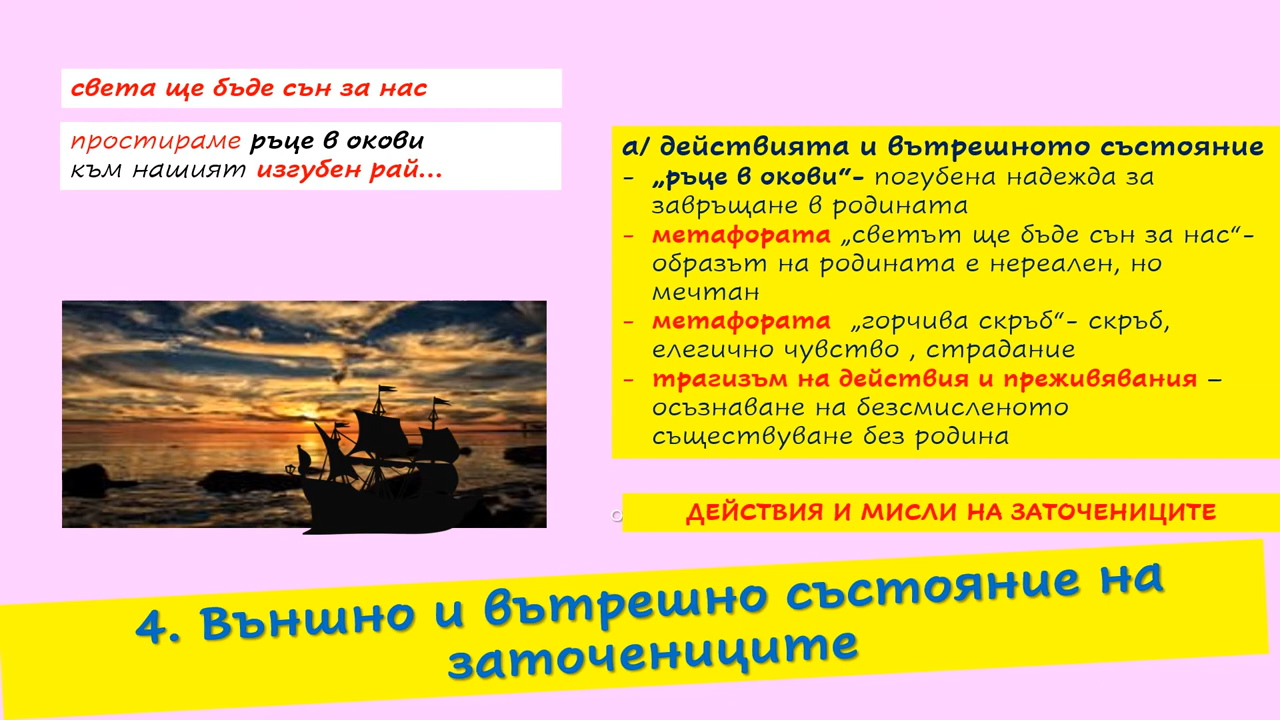 света ще бъде сън за нас
простираме ръце в окови
към нашият изгубен рай...
а/ действията и вътрешното състояние
- „ръце в окови“- погубена надежда за
завръщане в родината
- метафората „светът ще бъде сън за нас“-
образът на родината е нереален, но
мечтан
- метафората „горчива скръб“- скръб,
елегично чувство , страдание
- трагизъм на действия и преживявания –
осъзнаване на безсмисленото
съществуване без родина
ДЕЙСТВИЯ И МИСЛИ НА ЗАТОЧЕНИЦИТЕ
4. Външно и вътрешно състояние на
заточениците